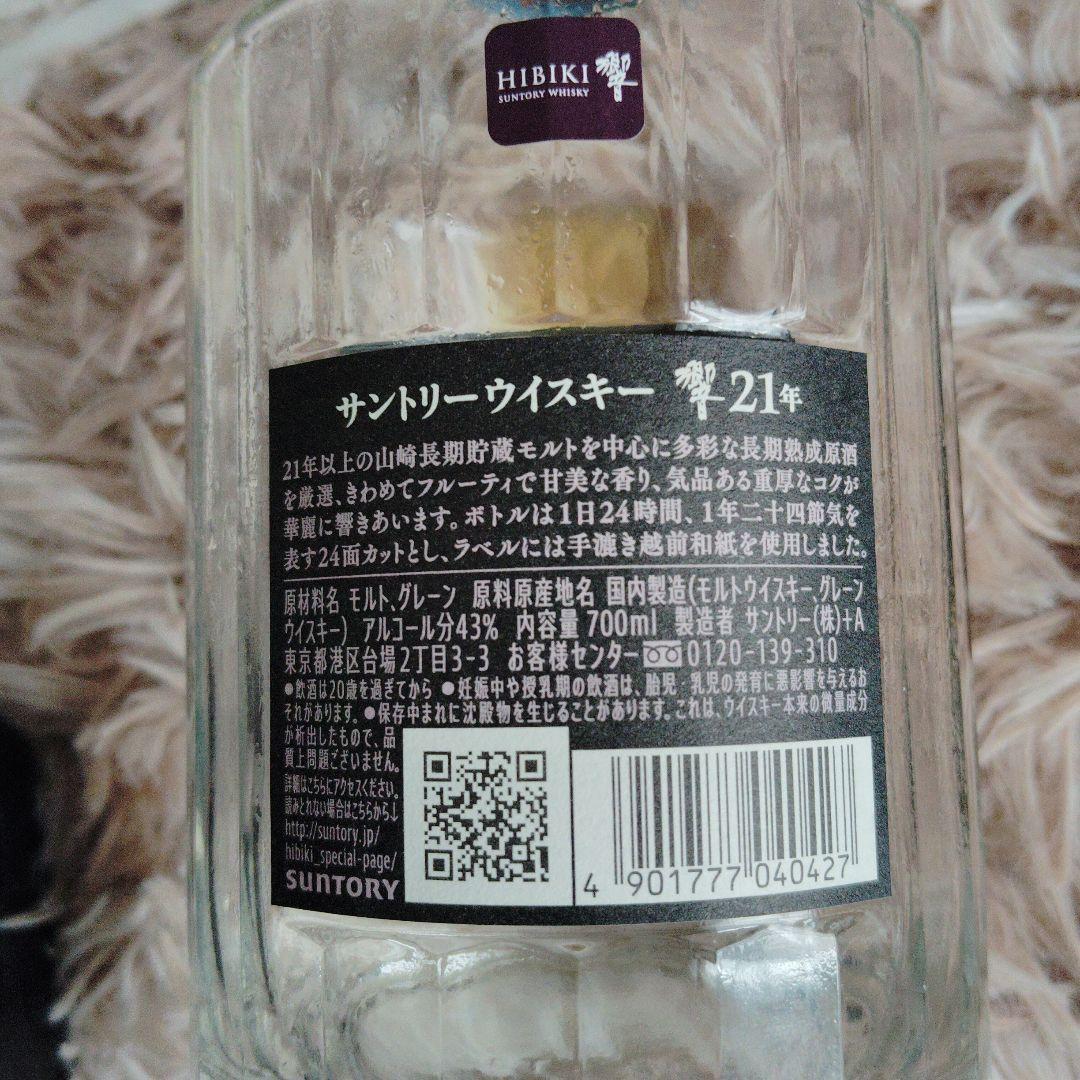 HIBIKI 響
SUNTORY WHISKY
サントリーウイスキー 響 21年
21年以上の山崎長期貯蔵モルトを中心に多彩な長期熟成原酒
を厳選、きわめてフルーティで甘美な香り、気品ある重厚なコクが
華麗に響きあいます。ボトルは1日24時間、1年二十四節気を
表す24面カットとし、ラベルには手漉き越前和紙を使用しました。
原材料名 モルト、グレーン 原料原産地名 国内製造(モルトウイスキー、グレーン
ウイスキー) アルコール分43% 内容量700ml 製造者 サントリー(株)+A
東京都港区台場2丁目3-3 お客様センター 0120-139-310
●飲酒は20歳を過ぎてから ●妊娠中や授乳期の飲酒は、胎児 乳児の発育に悪影響を与えるお
それがあります。●保存中まれに沈殿物を生じることがあります。これは、ウイスキー本来の微量成分
が析出したもので、品
質上問題ございません。
詳細はこちらにアクセスください。
読みとれない場合はこちらから↓
http://suntory.jp/
hibiki_special-page/
SUNTORY
4 901777 040427